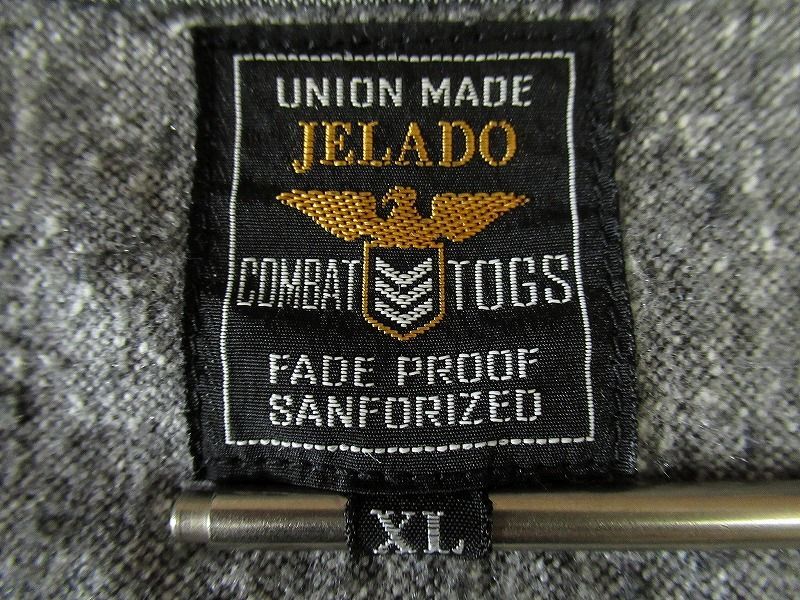 UNION MADE
JELADO
COMBAT TOGS
FADE PROOF
SANFORIZED
XL